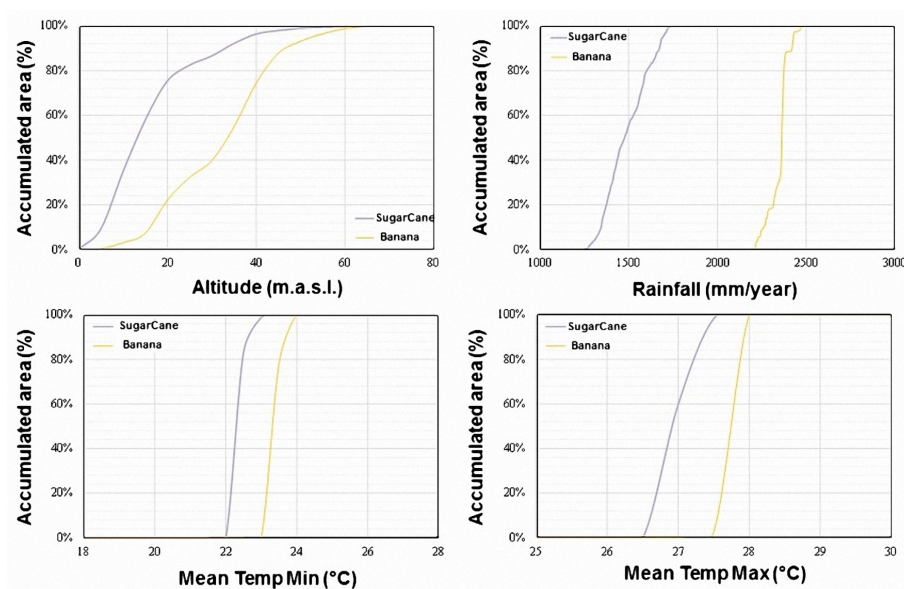 100%
80%
60%
40%
20%
0%
Accumulated area (%)
SugarCane
Banana
0 20 40 60 80
Altitude (m.a.s.l.)
100%
80%
60%
40%
20%
0%
Accumulated area (%)
SugarCane
Banana
1000 1500 2000 2500 3000
Rainfall (mm/year)
100%
80%
60%
40%
20%
0%
Accumulated area (%)
SugarCane
Banana
18 20 22 24 26 28
Mean Temp Min (°C)
100%
80%
60%
40%
20%
0%
Accumulated area (%)
SugarCane
Banana
25 26 27 28 29 30
Mean Temp Max (°C)